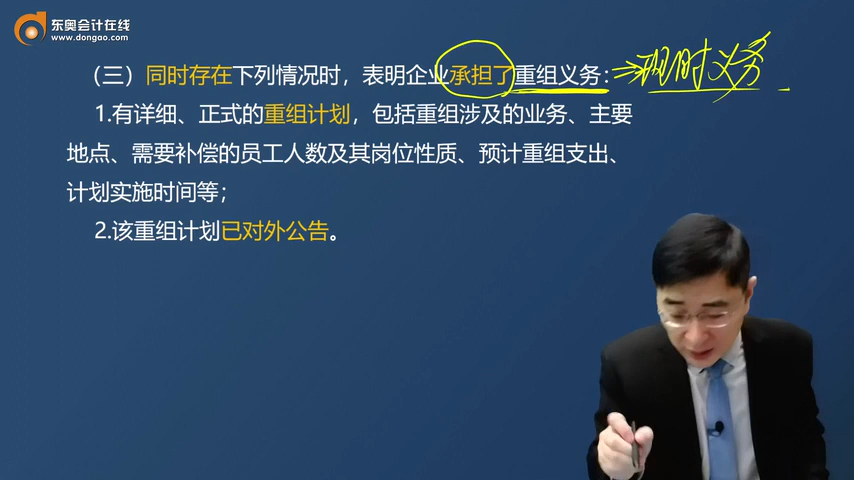 东奥会计在线
www.dongao.com
（三）同时存在下列情况时，表明企业承担了重组义务：⇒现时义务
1.有详细、正式的重组计划，包括重组涉及的业务、主要
地点、需要补偿的员工人数及其岗位性质、预计重组支出、
计划实施时间等；
2.该重组计划已对外公告。